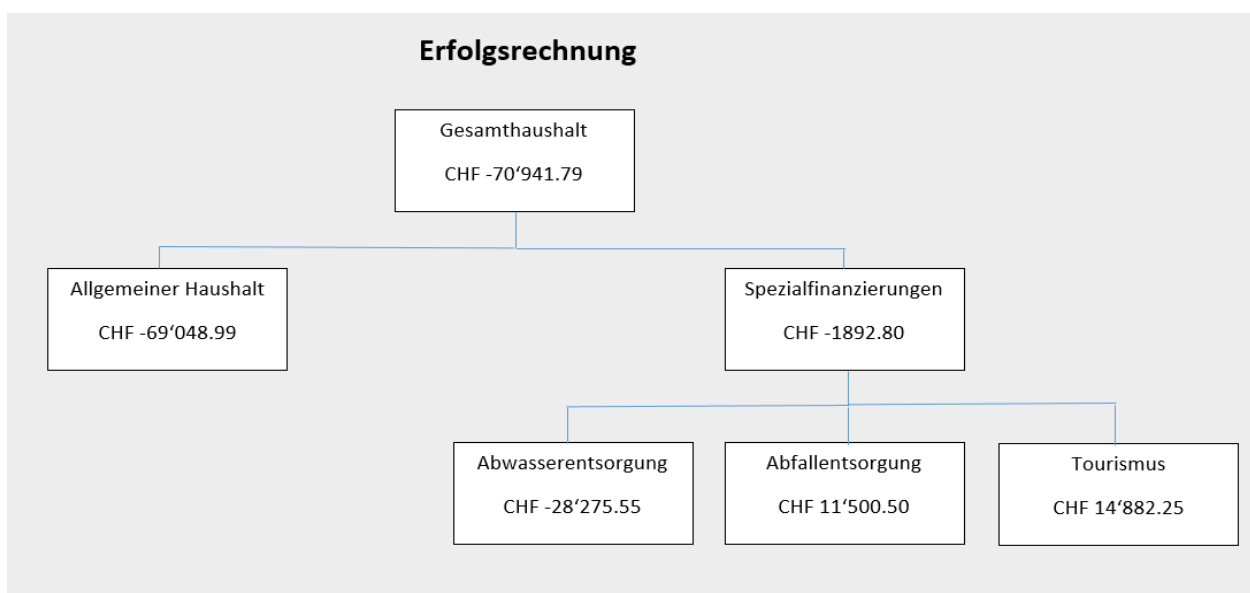 Erfolgsrechnung
Gesamthaushalt
CHF -70‘941.79
Allgemeiner Haushalt
CHF -69‘048.99
Spezialfinanzierungen
CHF -1892.80
Abwasserentsorgung
CHF -28‘275.55
Abfallentsorgung
CHF 11‘500.50
Tourismus
CHF 14‘882.25